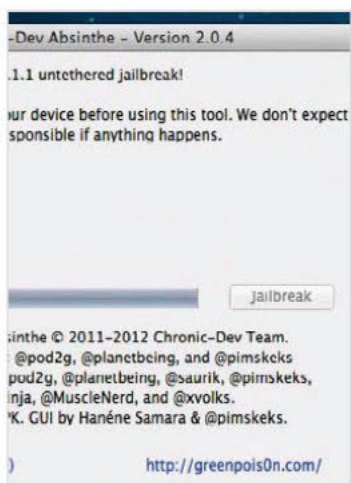 -Dev Absinthe - Version 2.0.4
.1.1 untethered jailbreak!
ur device before using this tool. We don't expect
sponsible if anything happens.
Jailbreak
sinthe © 2011-2012 Chronic-Dev Team.
: @pod2g, @planetbeing, and @pimskeks
pod2g, @planetbeing, @saurik, @pimskeks,
inja, @MuscleNerd, and @xvolks.
PK. GUI by Hanéne Samara & @pimskeks.
) http://greenpois0n.com/